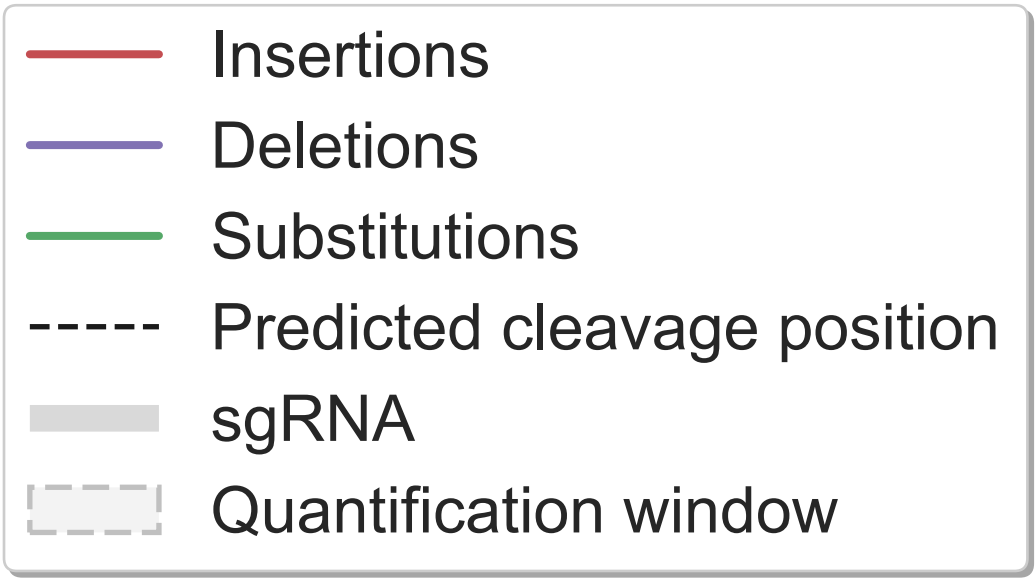 Insertions
Deletions
Substitutions
Predicted cleavage position
sgRNA
Quantification window